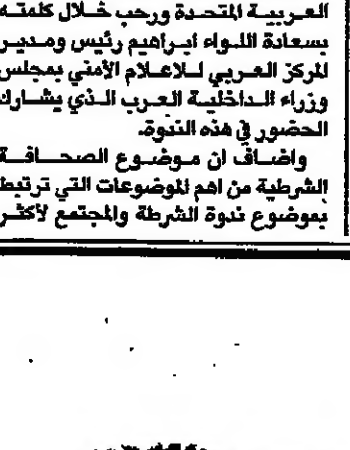 العربية المتحدة ورحب خلال كلمته
بسعادة اللواء ابراهيم رئيس ومدير
المركز العربي للاعلام الأمني بمجلس
وزراء الداخلية العرب الذي يشارك
الحضور في هذه الندوة.
واضاف ان موضوع الصحافة
الشرطية من اهم الموضوعات التي ترتبط
بموضوع ندوة الشرطة والمجتمع لأكثر